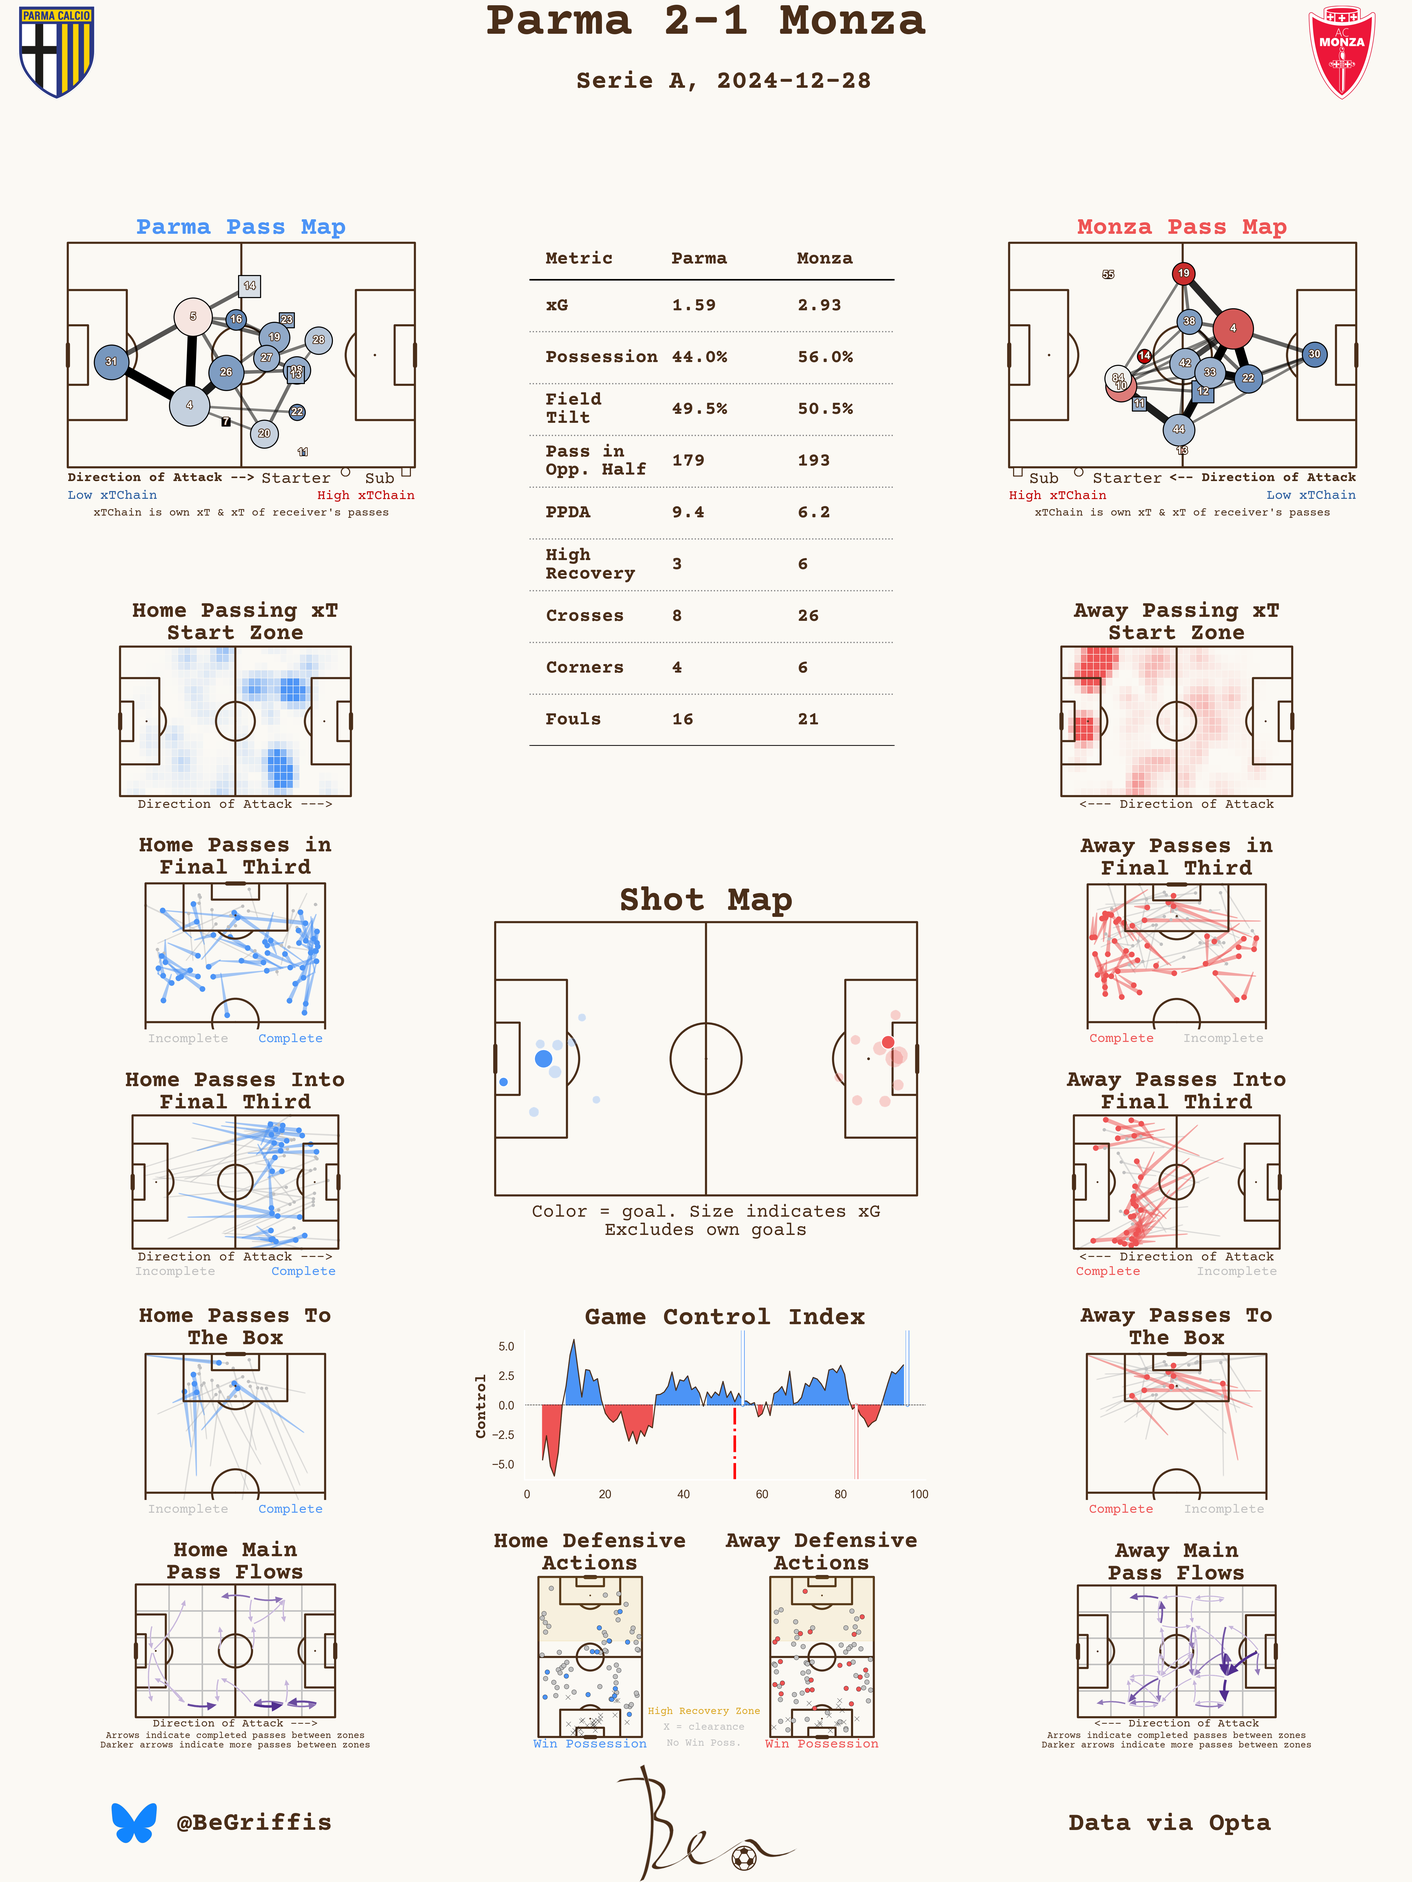 PARMA CALCIO
Parma 2-1 Monza
Serie A, 2024-12-28
AC
MONZA
Parma Pass Map
14
5
16
23
19
28
27
31
26
13
4
22
7
20
11
Direction of Attack -->
Starter
Sub
Low xTChain
High xTChain
xTChain is own xT & xT of receiver's passes
Metric Parma Monza
xG 1.59 2.93
Possession 44.0% 56.0%
Field
Tilt 49.5% 50.5%
Pass in
Opp. Half 179 193
PPDA 9.4 6.2
High
Recovery 3 6
Crosses 8 26
Corners 4 6
Fouls 16 21
Monza Pass Map
55
19
38
4
14
30
42
33
84
22
10
12
11
44
13
Sub
Starter
<-- Direction of Attack
High xTChain
Low xTChain
xTChain is own xT & xT of receiver's passes
Home Passing xT
Start Zone
Direction of Attack --->
Away Passing xT
Start Zone
<--- Direction of Attack
Home Passes in
Final Third
Incomplete
Complete
Away Passes in
Final Third
Complete
Incomplete
Shot Map
Color = goal. Size indicates xG
Excludes own goals
Home Passes Into
Final Third
Direction of Attack --->
Incomplete
Complete
Away Passes Into
Final Third
<--- Direction of Attack
Complete
Incomplete
Home Passes To
The Box
Incomplete
Complete
Game Control Index
Control
5.0
2.5
0.0
−2.5
−5.0
0 20 40 60 80 100
Away Passes To
The Box
Complete
Incomplete
Home Main
Pass Flows
Direction of Attack --->
Arrows indicate completed passes between zones
Darker arrows indicate more passes between zones
Home Defensive
Actions
Win Possession
High Recovery Zone
X = clearance
No Win Poss.
Away Defensive
Actions
Win Possession
Away Main
Pass Flows
<--- Direction of Attack
Arrows indicate completed passes between zones
Darker arrows indicate more passes between zones
@BeGriffis
Ben
Data via Opta